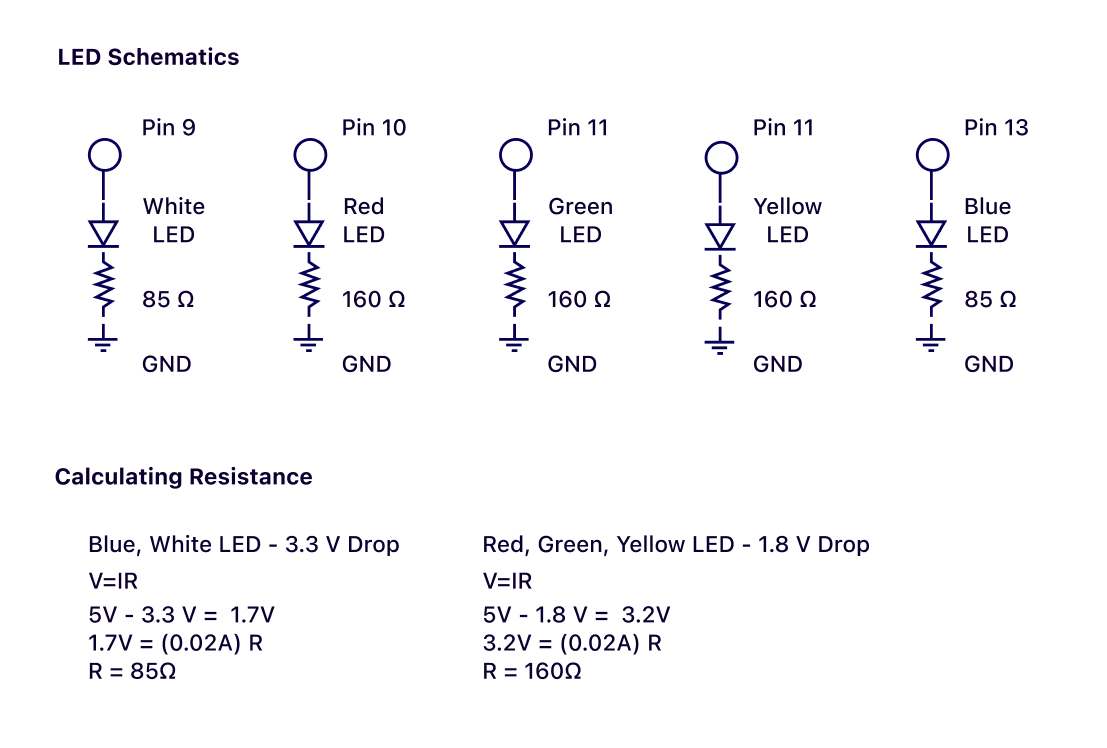 LED Schematics
Pin 9
Pin 10
Pin 11
Pin 11
Pin 13
White
LED
Red
LED
Green
LED
Yellow
LED
Blue
LED
85 Ω
160 Ω
160 Ω
160 Ω
85 Ω
GND
GND
GND
GND
GND
Calculating Resistance
Blue, White LED - 3.3 V Drop
V=IR
5V - 3.3 V = 1.7V
1.7V = (0.02A) R
R = 85Ω
Red, Green, Yellow LED - 1.8 V Drop
V=IR
5V - 1.8 V = 3.2V
3.2V = (0.02A) R
R = 160Ω